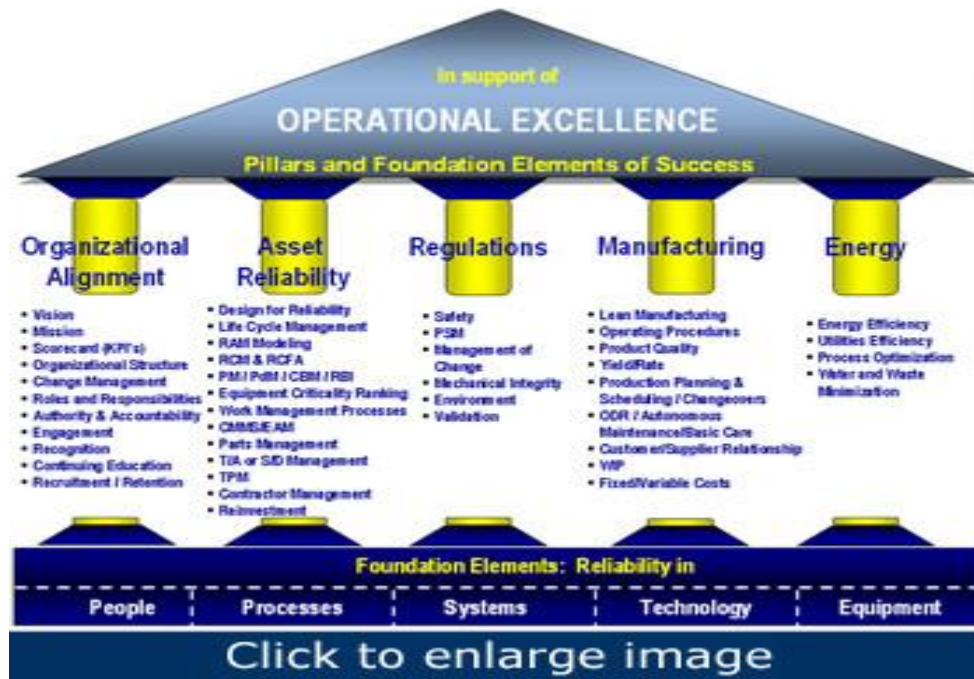 In support of
OPERATIONAL EXCELLENCE
Pillars and Foundation Elements of Success
Organizational
Alignment
• Vision
• Mission
• Scorecard (KPI's)
• Organizational Structure
• Change Management
• Roles and Responsibilities
• Authority & Accountability
• Engagement
• Recognition
• Continuing Education
• Recruitment / Retention
Asset
Reliability
• Design for Reliability
• Life Cycle Management
• RAM Modeling
• RCM & RCFA
• PM / PdM / CBM / RBI
• Equipment Criticality Ranking
• Work Management Processes
• CMMS/EAM
• Parts Management
• T/A or S/D Management
• TPM
• Contractor Management
• Reinvestment
Regulations
• Safety
• PSM
• Management of
Change
• Mechanical Integrity
• Environment
• Validation
Manufacturing
• Lean Manufacturing
• Operating Procedures
• Product Quality
• Yield/Rate
• Production Planning &
Scheduling / Changeovers
• ODR / Autonomous
Maintenance/Basic Care
• Customer/Supplier Relationship
• WIP
• Fixed/Variable Costs
Energy
• Energy Efficiency
• Utilities Efficiency
• Process Optimization
• Water and Waste
Minimization
Foundation Elements: Reliability in
People
Processes
Systems
Technology
Equipment
Click to enlarge image